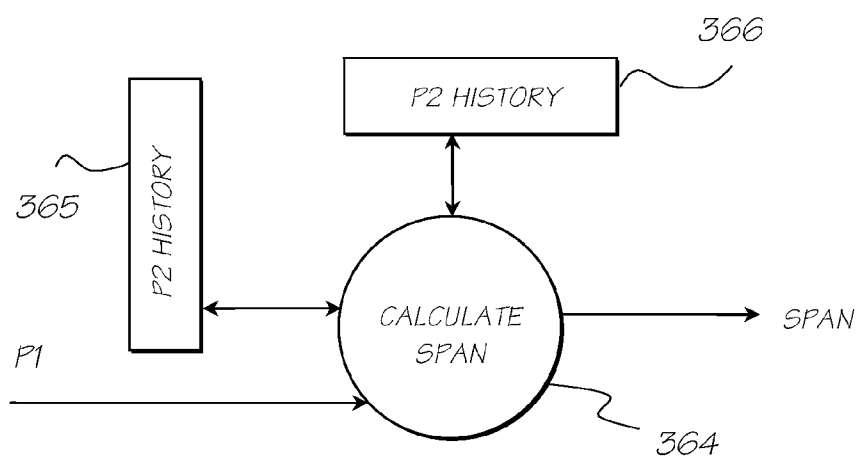 366
P2 HISTORY
365
P2 HISTORY
CALCULATE
SPAN
SPAN
P1
364